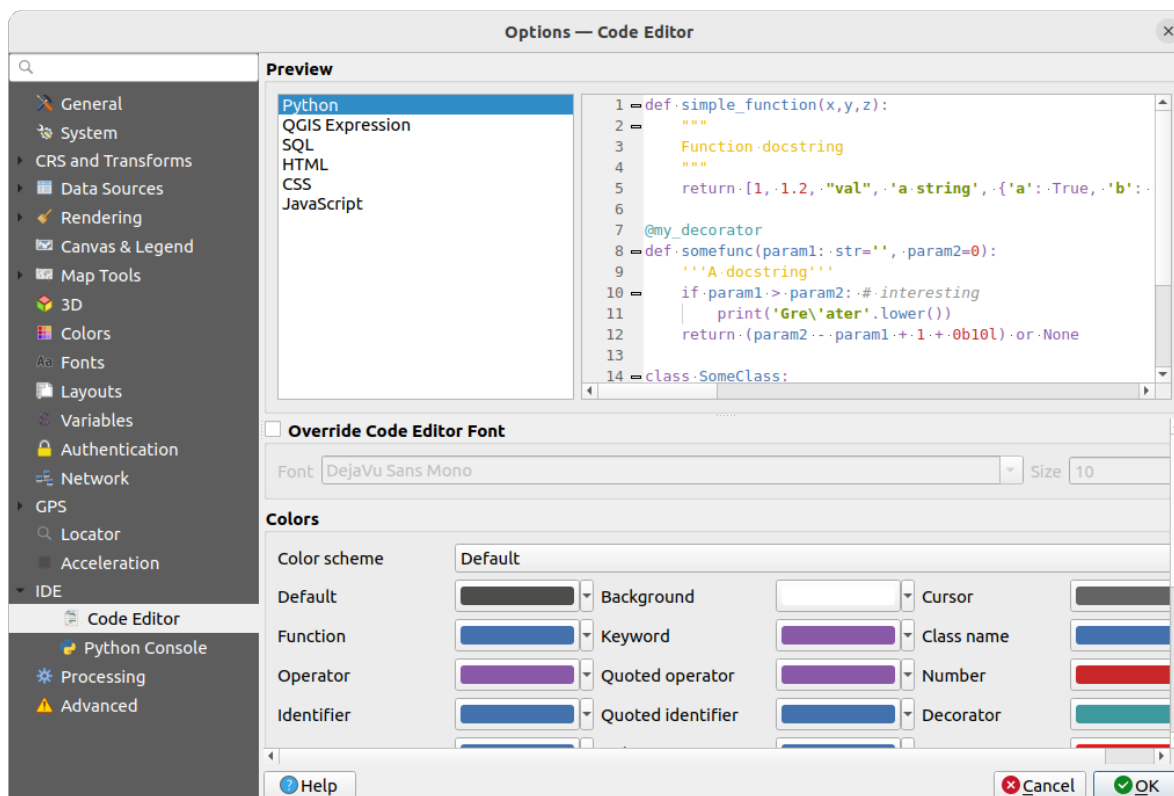 Options — Code Editor
General
System
CRS and Transforms
Data Sources
Rendering
Canvas & Legend
Map Tools
3D
Colors
Fonts
Layouts
Variables
Authentication
Network
GPS
Locator
Acceleration
IDE
Code Editor
Python Console
Processing
Advanced
Preview
Python
QGIS Expression
SQL
HTML
CSS
JavaScript
1 def·simple_function(x,y,z):
2 """
3 Function·docstring
4 """
5 return·[1,·1.2,·"val",·'a·string',·{'a':·True,·'b':·
6
7 @my_decorator
8 def·somefunc(param1:·str='',·param2=0):
9 '''A·docstring'''
10 if·param1·>·param2:·#·interesting
11 print('Gre\'ater'.lower())
12 return·(param2·-·param1·+·1·+·0b10l)·or·None
13
14 class·SomeClass:
Override Code Editor Font
Font DejaVu Sans Mono Size 10
Colors
Color scheme Default
Default Background Cursor
Function Keyword Class name
Operator Quoted operator Number
Identifier Quoted identifier Decorator
Help Cancel OK